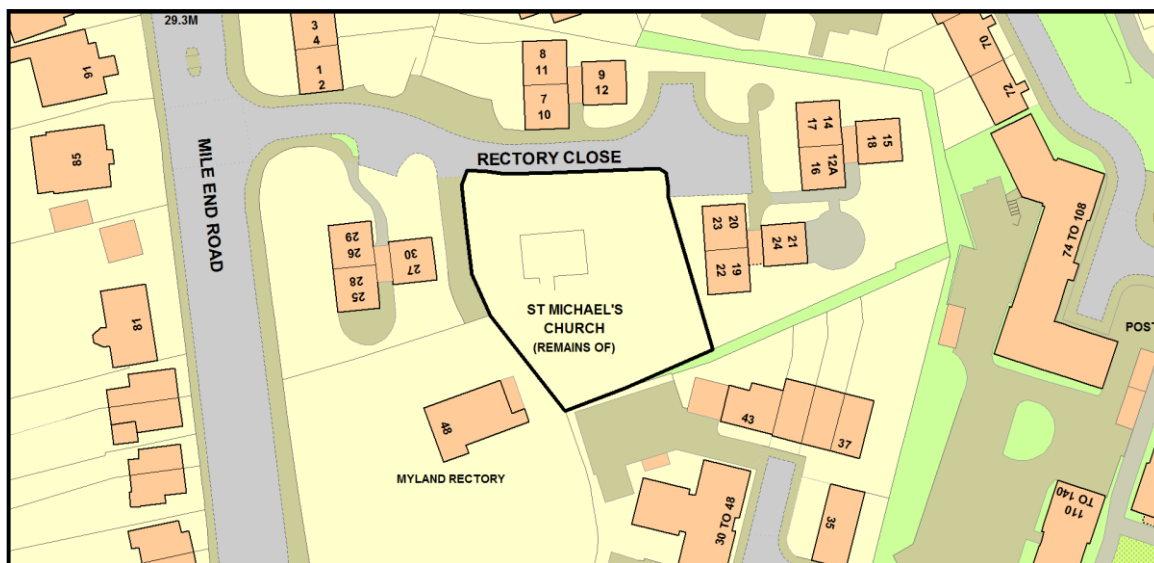 29.3M
3
4
1
2
91
85
81
MILE END ROAD
8
11
7
10
9
12
RECTORY CLOSE
17 14
16 12A
18 15
70
72
74 TO 108
POST
29
26
28
25
30
27
23 20
22 19
24 21
ST MICHAEL'S
CHURCH
(REMAINS OF)
48
MYLAND RECTORY
43
37
30 TO 48
35
110
TO 140